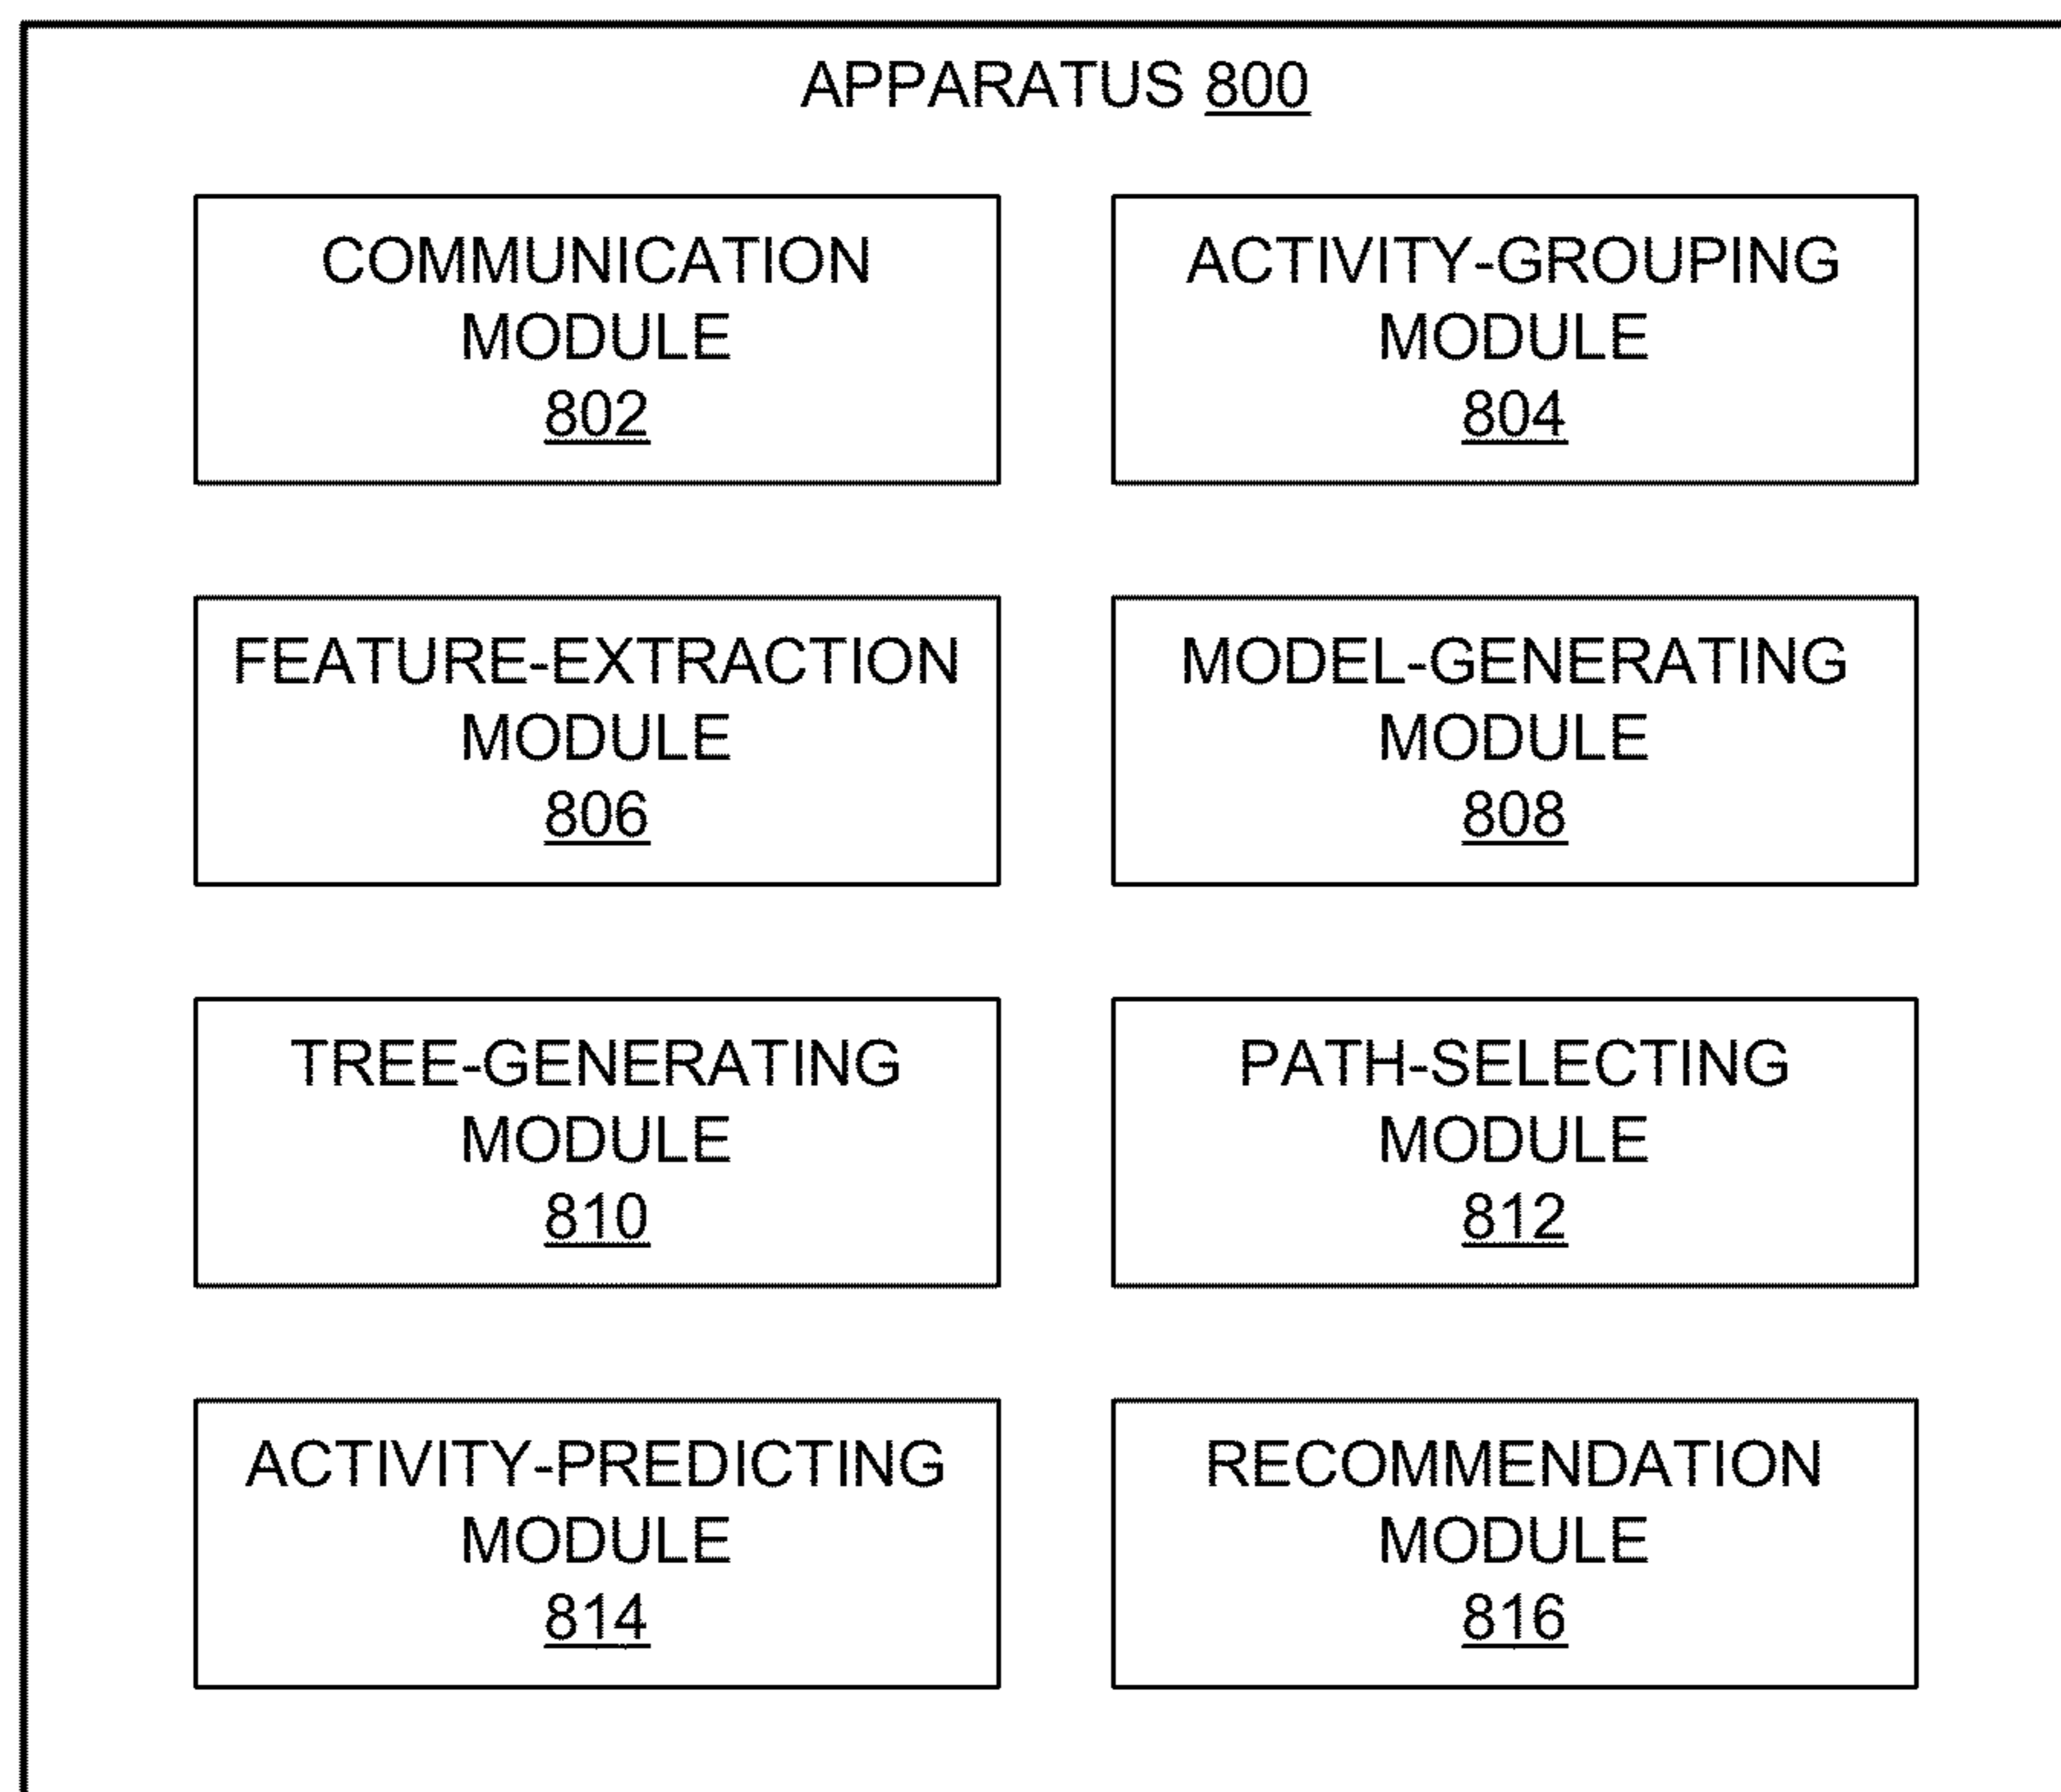 APPARATUS 800
COMMUNICATION
MODULE
802
ACTIVITY-GROUPING
MODULE
804
FEATURE-EXTRACTION
MODULE
806
MODEL-GENERATING
MODULE
808
TREE-GENERATING
MODULE
810
PATH-SELECTING
MODULE
812
ACTIVITY-PREDICTING
MODULE
814
RECOMMENDATION
MODULE
816